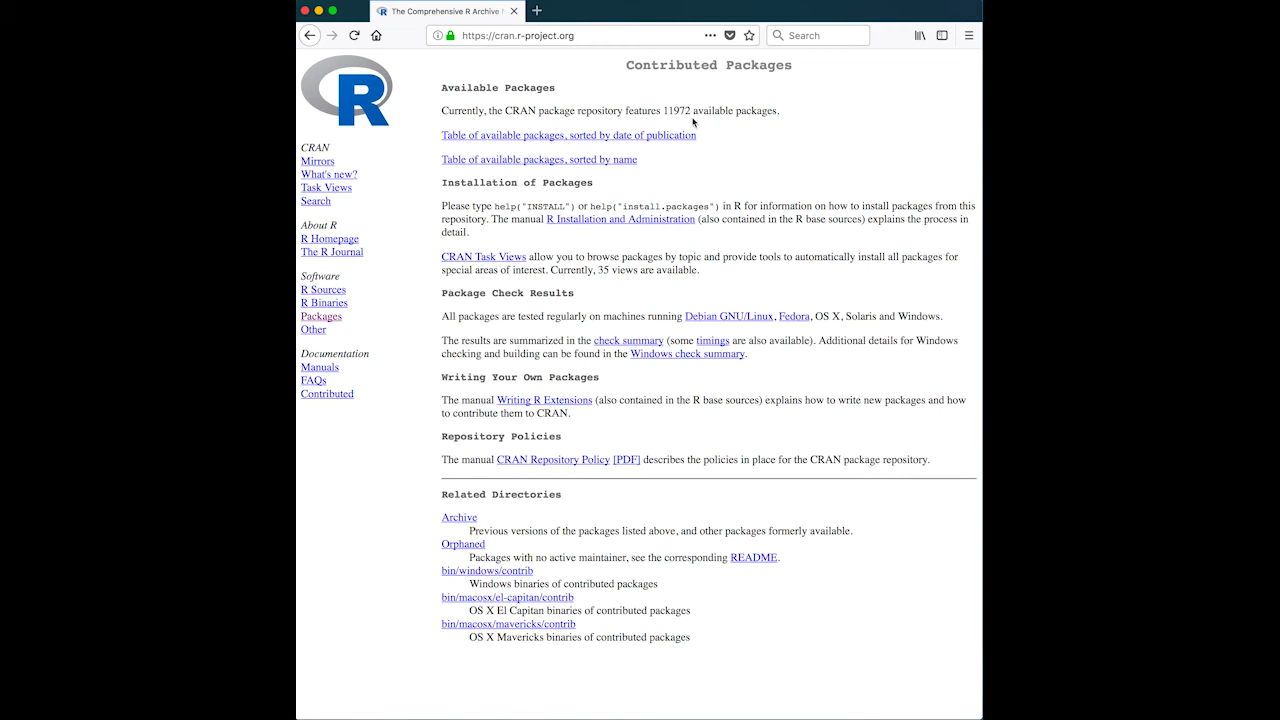 The Comprehensive R Archive
https://cran.r-project.org
Search
R
CRAN
Mirrors
What's new?
Task Views
Search
About R
R Homepage
The R Journal
Software
R Sources
R Binaries
Packages
Other
Documentation
Manuals
FAQs
Contributed
Contributed Packages
Available Packages
Currently, the CRAN package repository features 11972 available packages.
Table of available packages, sorted by date of publication
Table of available packages, sorted by name
Installation of Packages
Please type help("INSTALL") or help("install.packages") in R for information on how to install packages from this
repository. The manual R Installation and Administration (also contained in the R base sources) explains the process in
detail.
CRAN Task Views allow you to browse packages by topic and provide tools to automatically install all packages for
special areas of interest. Currently, 35 views are available.
Package Check Results
All packages are tested regularly on machines running Debian GNU/Linux, Fedora, OS X, Solaris and Windows.
The results are summarized in the check summary (some timings are also available). Additional details for Windows
checking and building can be found in the Windows check summary.
Writing Your Own Packages
The manual Writing R Extensions (also contained in the R base sources) explains how to write new packages and how
to contribute them to CRAN.
Repository Policies
The manual CRAN Repository Policy [PDF] describes the policies in place for the CRAN package repository.
Related Directories
Archive
Previous versions of the packages listed above, and other packages formerly available.
Orphaned
Packages with no active maintainer, see the corresponding README.
bin/windows/contrib
Windows binaries of contributed packages
bin/macosx/el-capitan/contrib
OS X El Capitan binaries of contributed packages
bin/macosx/mavericks/contrib
OS X Mavericks binaries of contributed packages